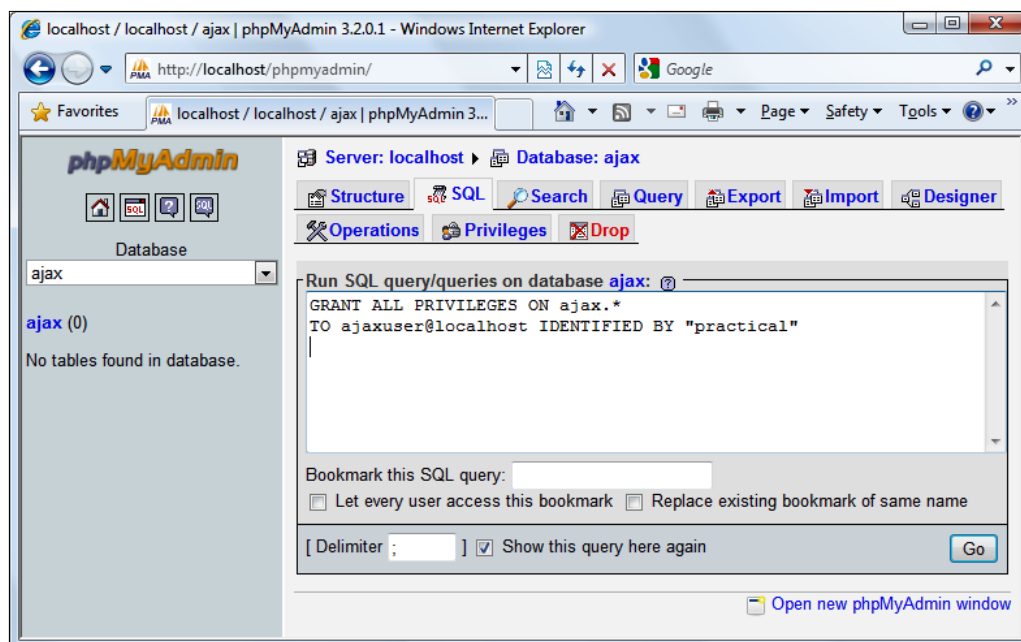 localhost / localhost / ajax | phpMyAdmin 3.2.0.1 - Windows Internet Explorer
PMA http://localhost/phpmyadmin/ Google
Favorites PMA localhost / localhost / ajax | phpMyAdmin 3... Page Safety Tools »
phpMyAdmin
SQL ? SQL
Database
ajax
ajax (0)
No tables found in database.
Server: localhost Database: ajax
Structure SQL Search Query Export Import Designer
Operations Privileges Drop
Run SQL query/queries on database ajax:
GRANT ALL PRIVILEGES ON ajax.*
TO ajaxuser@localhost IDENTIFIED BY "practical"
Bookmark this SQL query:
Let every user access this bookmark Replace existing bookmark of same name
[ Delimiter ; ] Show this query here again Go
Open new phpMyAdmin window